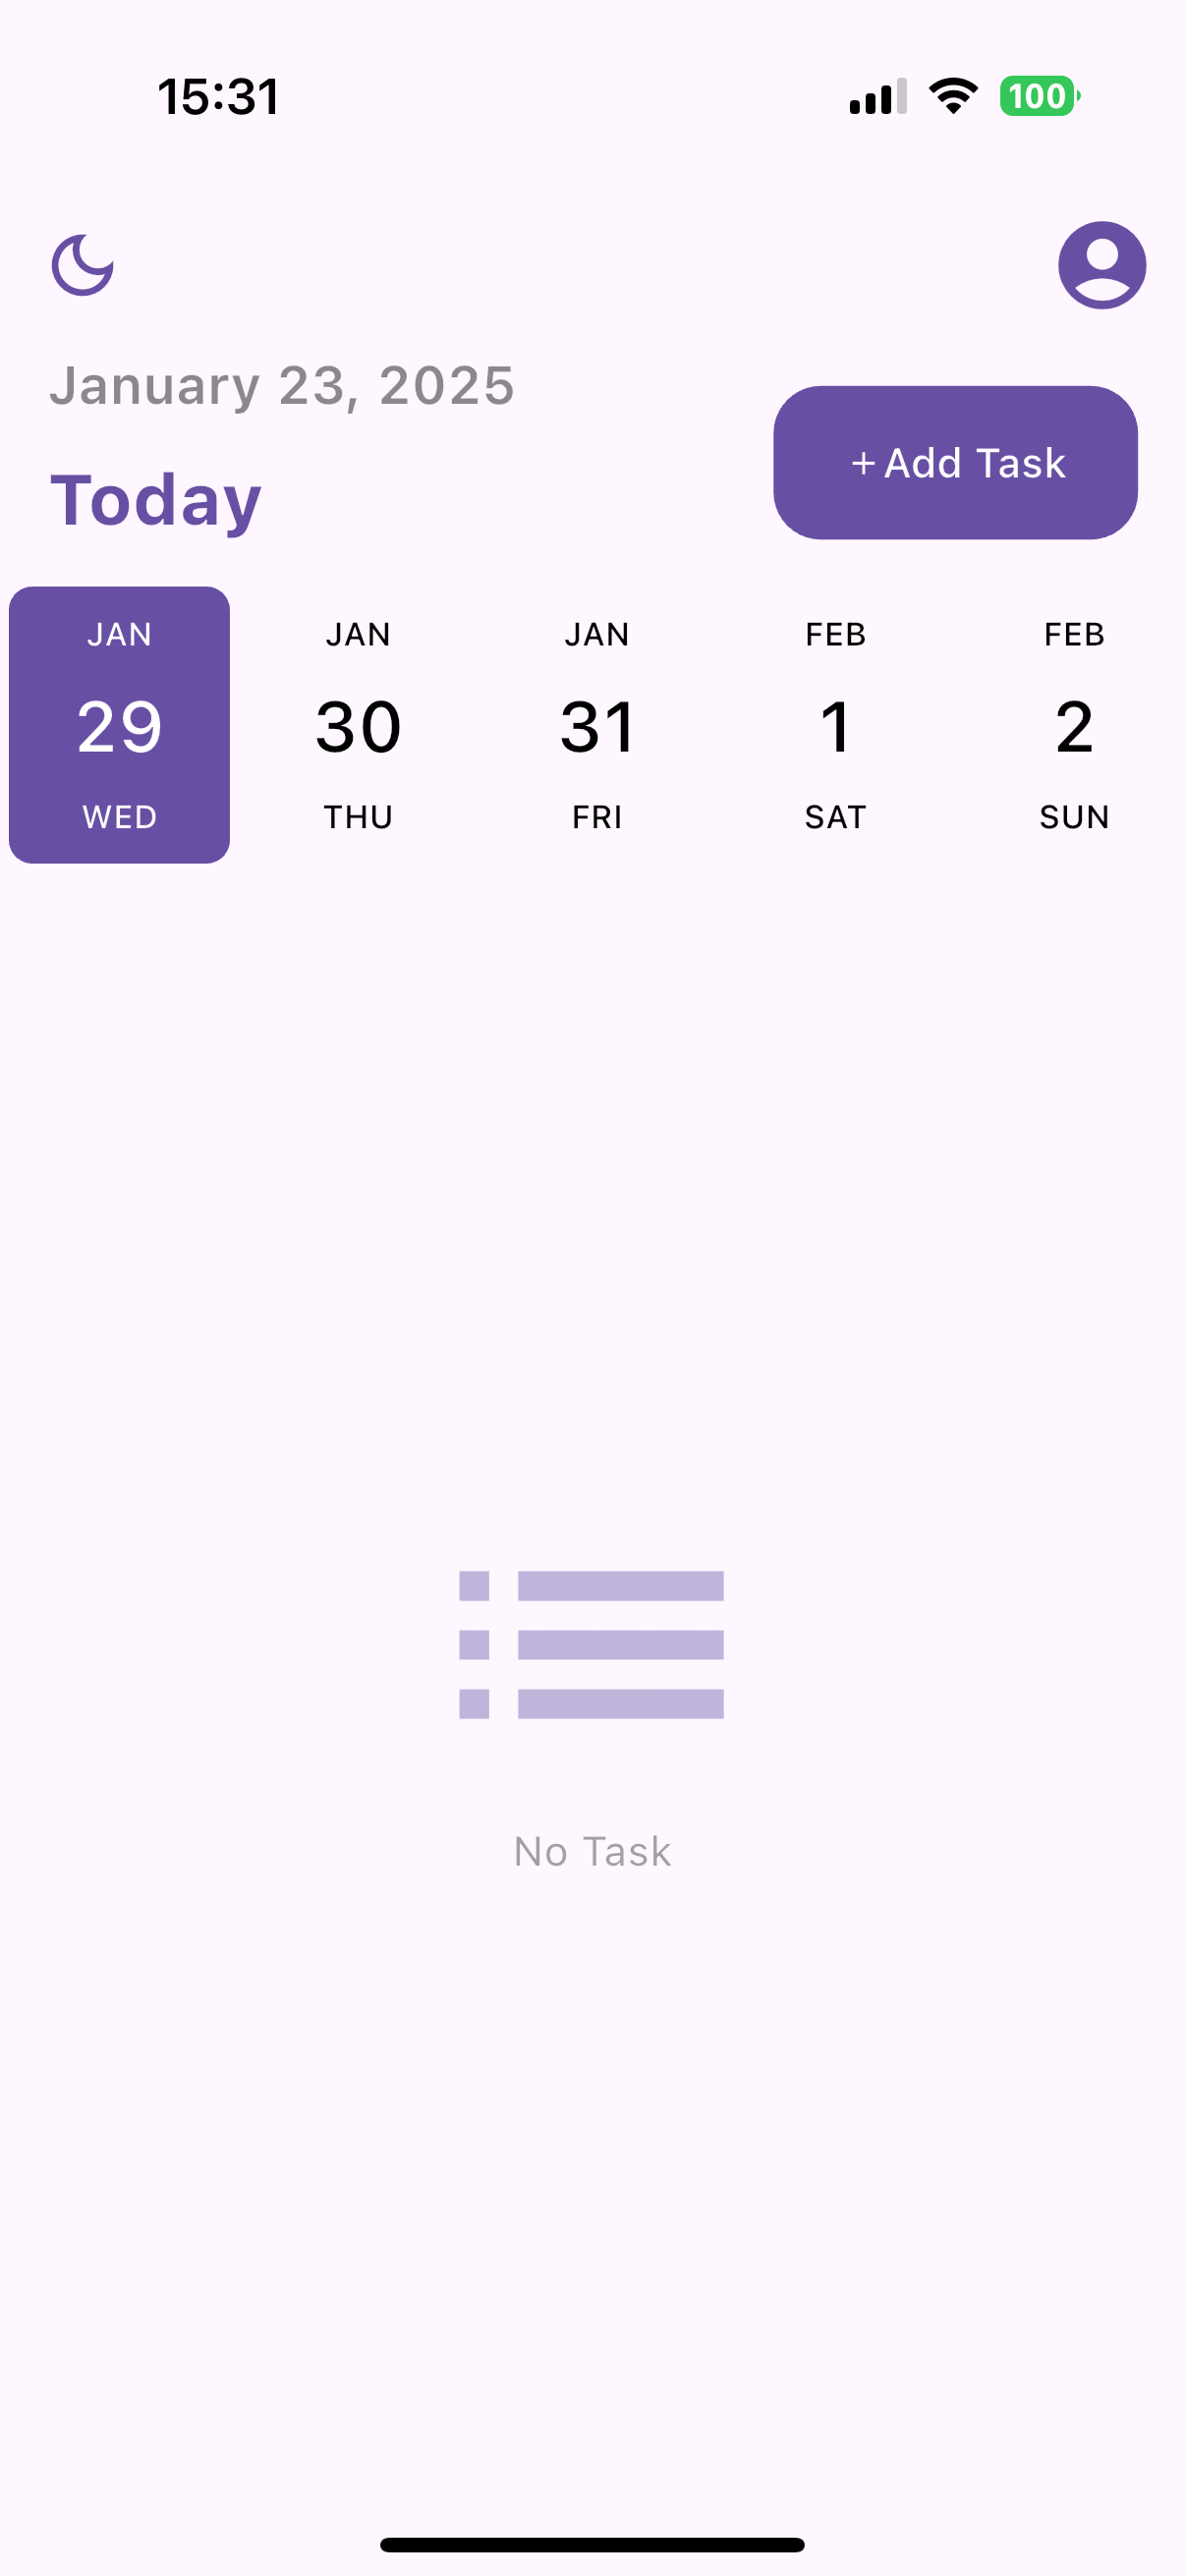 15:31
100
January 23, 2025
Today
+Add Task
JAN JAN JAN FEB FEB
29 30 31 1 2
WED THU FRI SAT SUN
No Task